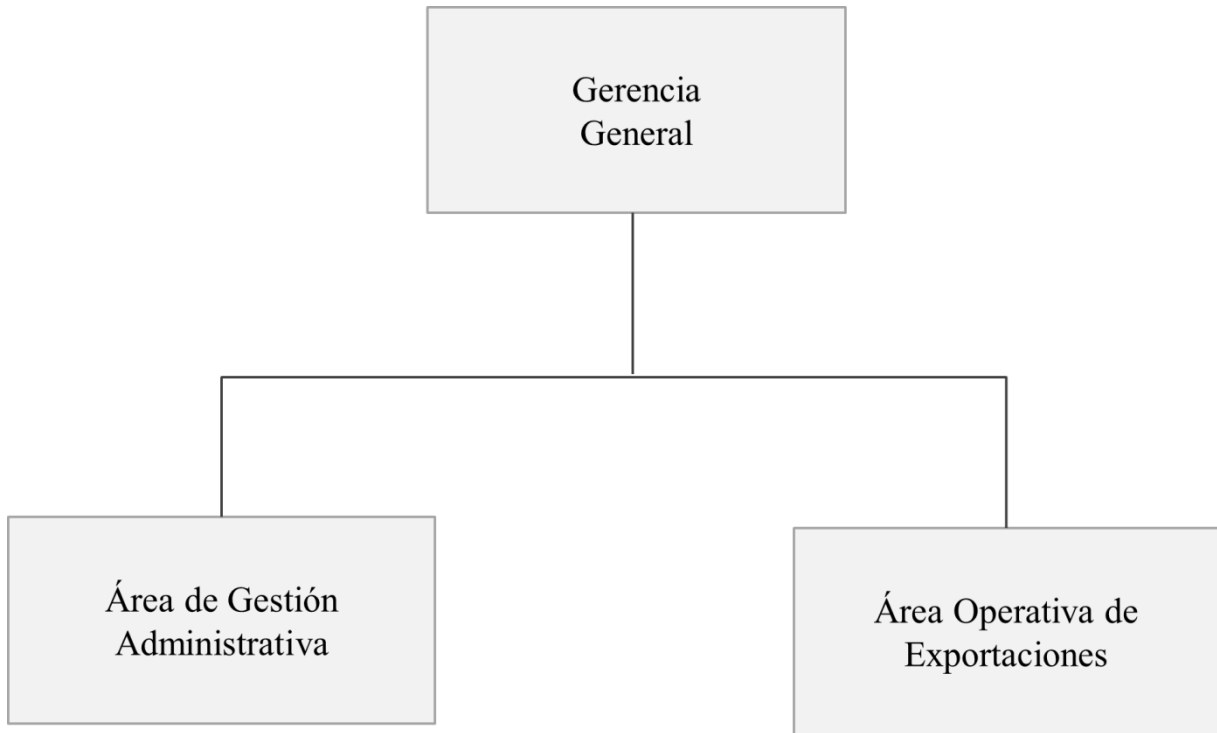 Gerencia
General
Área de Gestión
Administrativa
Área Operativa de
Exportaciones